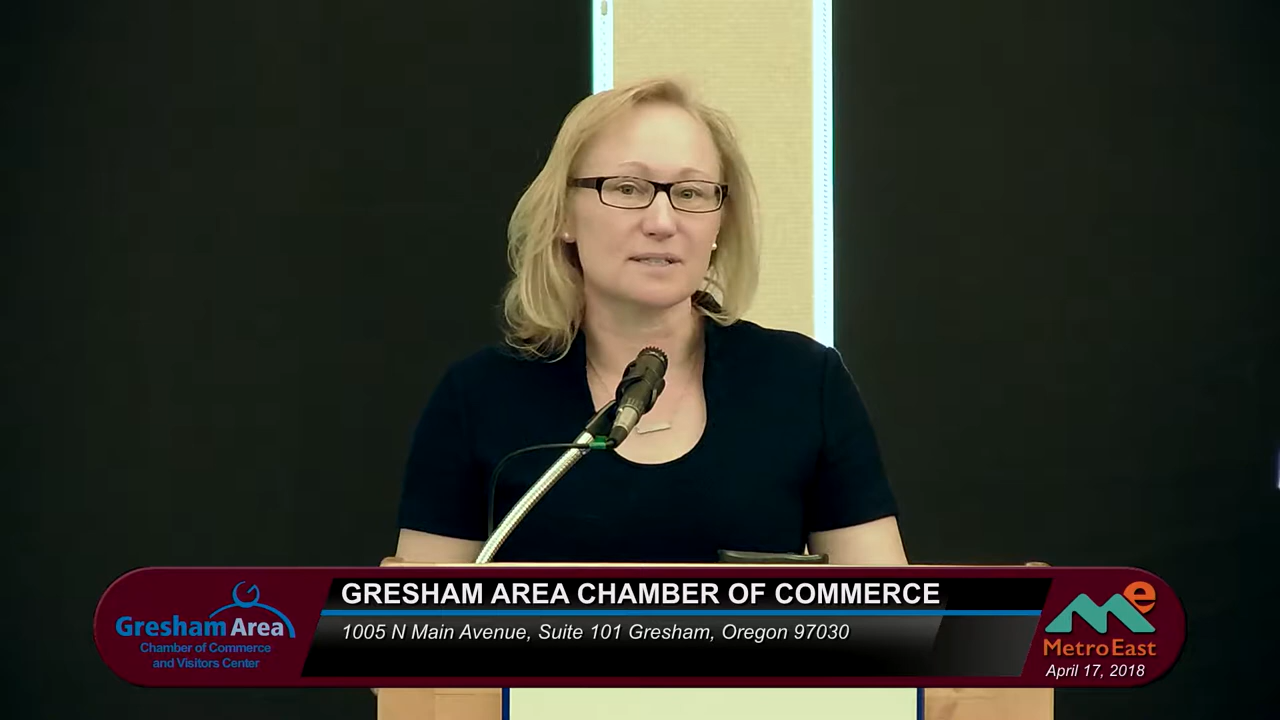 GRESHAM AREA CHAMBER OF COMMERCE
1005 N Main Avenue, Suite 101 Gresham, Oregon 97030
Gresham Area
Chamber of Commerce
and Visitors Center
Me
MetroEast
April 17, 2018